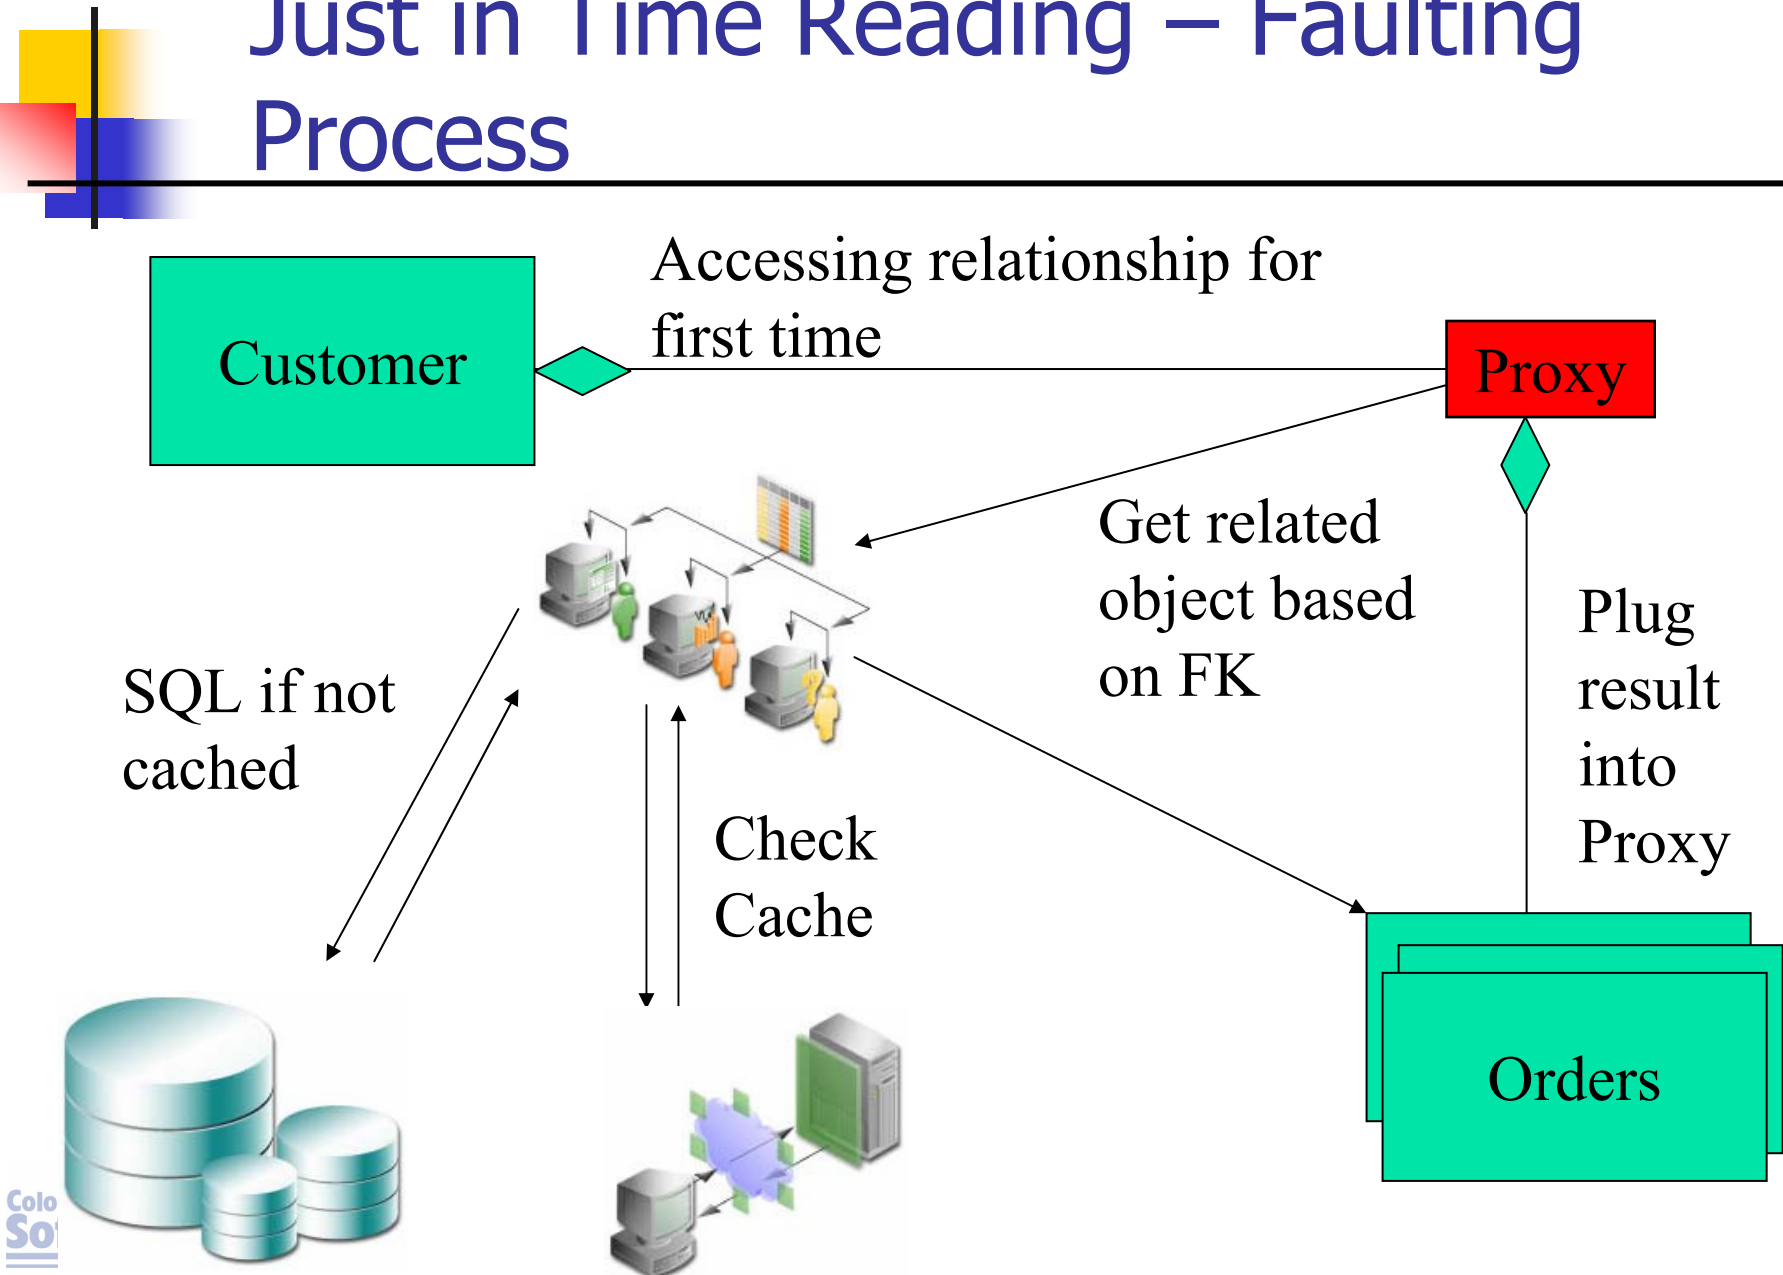 Just in Time Reading – Faulting
Process
Accessing relationship for
first time
Customer
Proxy
Get related
object based
on FK
Plug
result
into
Proxy
SQL if not
cached
Check
Cache
Orders